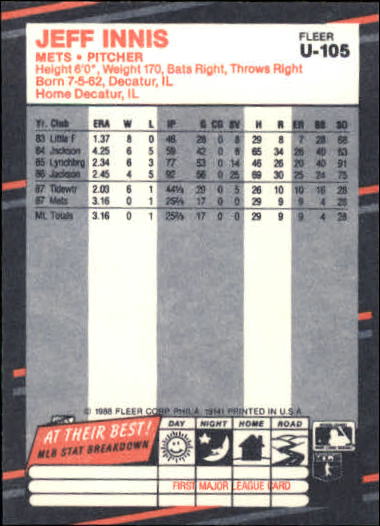 JEFF INNIS
FLEER
U-105
METS • PITCHER
Height 6'0", Weight 170, Bats Right, Throws Right
Born 7-5-62, Decatur, IL
Home Decatur, IL
Yr. Club ERA W L IP G CG SV H R ER BB SO
83 Little F 1.37 8 0 46 28 0 8 29 8 7 28 68
84 Jackson 4.25 6 5 59 42 0 8 65 34 28 40 63
85 Lynchbrg 2.34 6 3 77 53 0 14 46 26 20 40 91
86 Jackson 2.45 4 5 92 56 0 25 69 30 25 24 75
87 Tidewtr 2.03 6 1 44⅓ 29 0 5 26 10 10 16 28
87 Mets 3.16 0 1 25⅔ 17 0 0 29 9 9 4 28
ML Totals 3.16 0 1 25⅔ 17 0 0 29 9 9 4 28
© 1988 FLEER CORP. PHILA. 19141 PRINTED IN U.S.A.
AT THEIR BEST!
MLB STAT BREAKDOWN
DAY NIGHT HOME ROAD
FIRST MAJOR LEAGUE CARD